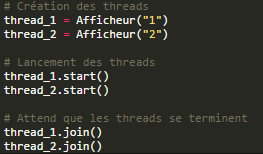 # Création des threads
thread_1 = Afficheur("1")
thread_2 = Afficheur("2")
# Lancement des threads
thread_1.start()
thread_2.start()
# Attend que les threads se terminent
thread_1.join()
thread_2.join()